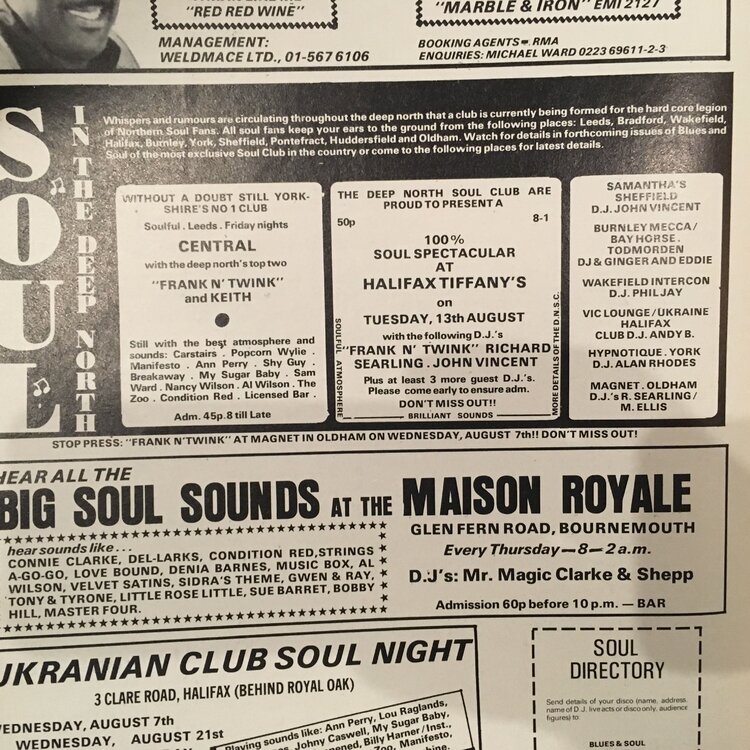 "RED RED WINE"
MANAGEMENT:
WELDMACE LTD., 01-567 6106
"MARBLE & IRON" EMI 2127
BOOKING AGENTS - RMA
ENQUIRIES: MICHAEL WARD 0223 69611-2-3
SOUL
IN THE DEEP NORTH
Whispers and rumours are circulating throughout the deep north that a club is currently being formed for the hard core legion
of Northern Soul Fans. All soul fans keep your ears to the ground from the following places: Leeds, Bradford, Wakefield,
Halifax, Burnley, York, Sheffield, Pontefract, Huddersfield and Oldham. Watch for details in forthcoming issues of Blues and
Soul of the most exclusive Soul Club in the country or come to the following places for latest details.
WITHOUT A DOUBT STILL YORK-
SHIRE'S NO 1 CLUB
Soulful . Leeds . Friday nights
CENTRAL
with the deep north's top two
"FRANK N' TWINK"
and KEITH
Still with the best atmosphere and
sounds: Carstairs . Popcorn Wylie .
Manifesto . Ann Perry . Shy Guy .
Breakaway . My Sugar Baby . Sam
Ward . Nancy Wilson . Al Wilson . The
Zoo . Condition Red . Licensed Bar .
Adm. 45p. 8 till Late
THE DEEP NORTH SOUL CLUB ARE
PROUD TO PRESENT A
50p 8-1
100%
SOUL SPECTACULAR
AT
HALIFAX TIFFANY'S
on
TUESDAY, 13th AUGUST
with the following D.J.'s
"FRANK N' TWINK" RICHARD
SEARLING . JOHN VINCENT
Plus at least 3 more guest D.J.'s.
Please come early to ensure adm.
DON'T MISS OUT!!
BRILLIANT SOUNDS
SOULFUL ATMOSPHERE
MORE DETAILS OF THE D.N.S.C.
SAMANTHA'S
SHEFFIELD
D.J. JOHN VINCENT
BURNLEY MECCA/
BAY HORSE .
TODMORDEN
DJ & GINGER AND EDDIE
WAKEFIELD INTERCON
D.J. PHIL JAY
VIC LOUNGE/UKRAINE
HALIFAX
CLUB D.J. ANDY B.
HYPNOTIQUE . YORK
D.J. ALAN RHODES
MAGNET . OLDHAM
D.J.'s R. SEARLING/
M. ELLIS
STOP PRESS: "FRANK N'TWINK" AT MAGNET IN OLDHAM ON WEDNESDAY, AUGUST 7th!! DON'T MISS OUT!
HEAR ALL THE
BIG SOUL SOUNDS AT THE MAISON ROYALE
GLEN FERN ROAD, BOURNEMOUTH
Every Thursday — 8 — 2 a.m.
D.J's: Mr. Magic Clarke & Shepp
Admission 60p before 10 p.m. — BAR
hear sounds like . . .
CONNIE CLARKE, DEL-LARKS, CONDITION RED, STRINGS
A-GO-GO, LOVE BOUND, DENIA BARNES, MUSIC BOX, AL
WILSON, VELVET SATINS, SIDRA'S THEME, GWEN & RAY,
TONY & TYRONE, LITTLE ROSE LITTLE, SUE BARRET, BOBBY
HILL, MASTER FOUR.
UKRANIAN CLUB SOUL NIGHT
3 CLARE ROAD, HALIFAX (BEHIND ROYAL OAK)
WEDNESDAY, AUGUST 7th
WEDNESDAY, AUGUST 21st
Playing sounds like: Ann Perry, Lou Raglands,
Johny Caswell, My Sugar Baby,
Billy Harner/Inst.,
Zoo, Manifesto,
SOUL
DIRECTORY
Send details of your disco (name, address,
name of D.J. live acts or disco only, audience
figures) to:
BLUES & SOUL